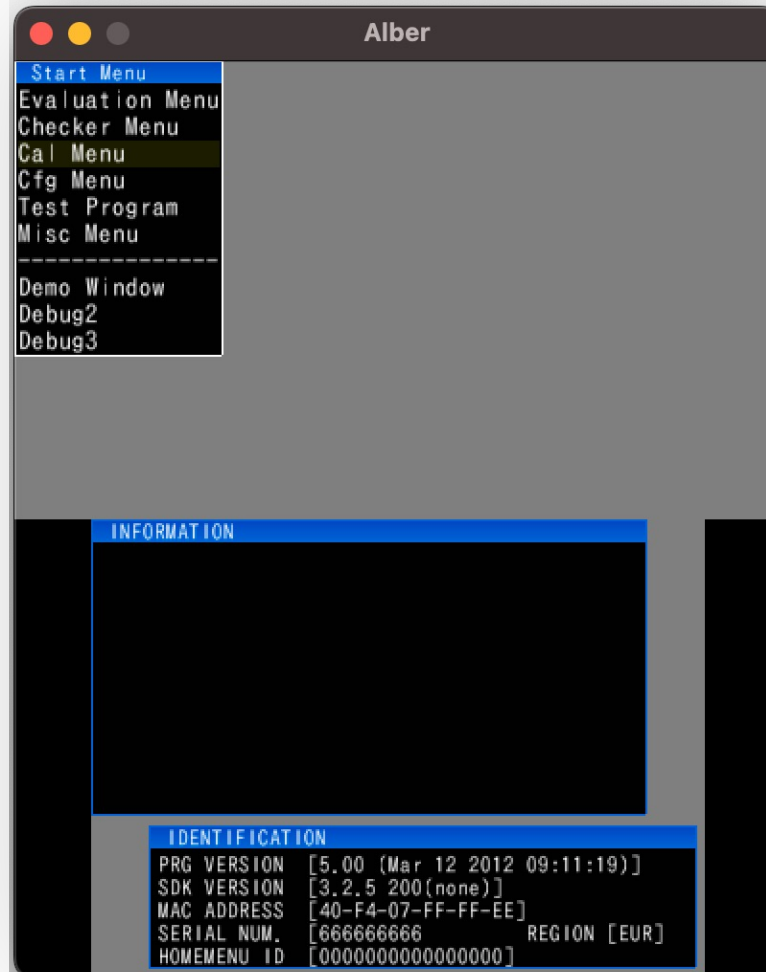 Alber
Start Menu
Evaluation Menu
Checker Menu
Cal Menu
Cfg Menu
Test Program
Misc Menu
---------------
Demo Window
Debug2
Debug3
INFORMATION
IDENTIFICATION
PRG VERSION [5.00 (Mar 12 2012 09:11:19)]
SDK VERSION [3.2.5 200(none)]
MAC ADDRESS [40-F4-07-FF-FF-EE]
SERIAL NUM. [666666666 REGION [EUR]
HOMEMENU ID [0000000000000000]